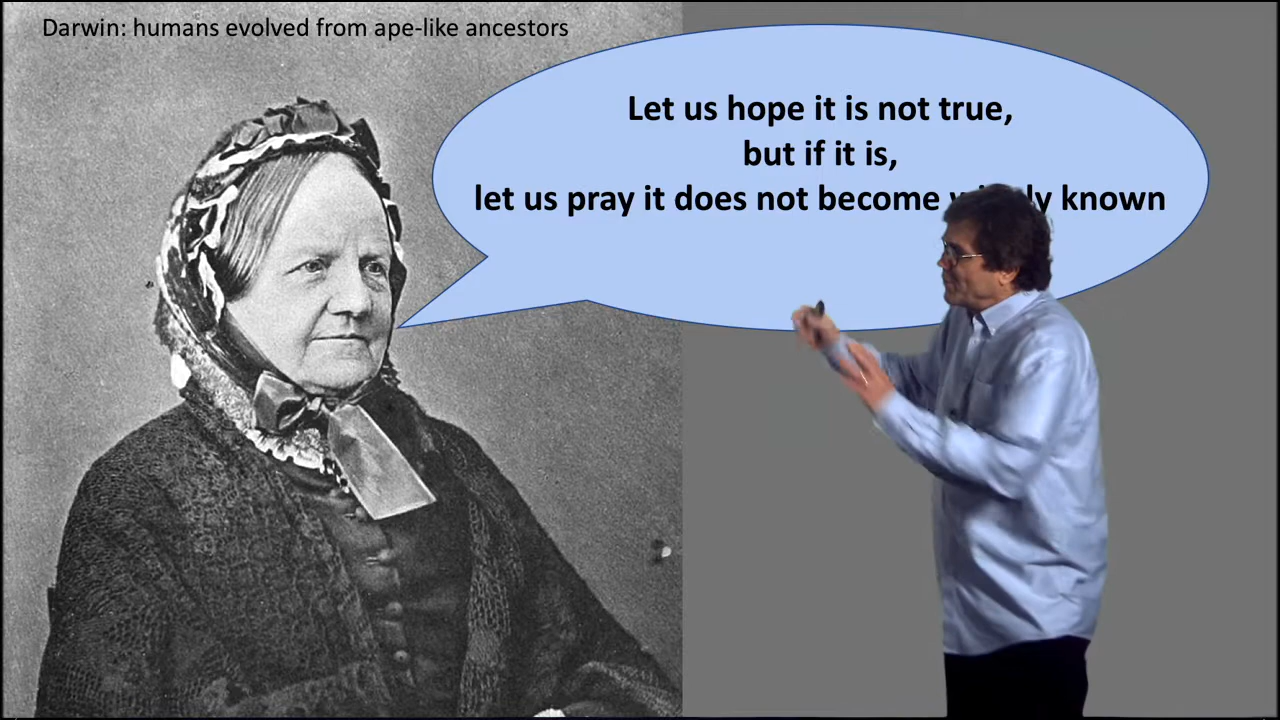 Darwin: humans evolved from ape-like ancestors
Let us hope it is not true,
but if it is,
let us pray it does not become widely known